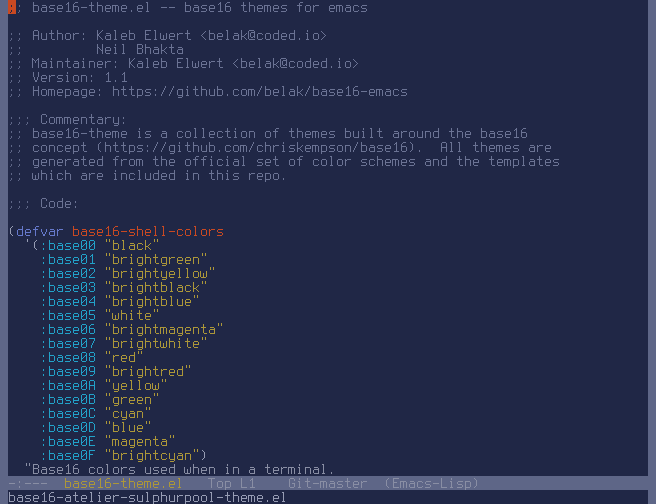 ;; base16-theme.el -- base16 themes for emacs
;; Author: Kaleb Elwert <belak@coded.io>
;;         Neil Bhakta
;; Maintainer: Kaleb Elwert <belak@coded.io>
;; Version: 1.1
;; Homepage: https://github.com/belak/base16-emacs
;;; Commentary:
;; base16-theme is a collection of themes built around the base16
;; concept (https://github.com/chriskempson/base16).  All themes are
;; generated from the official set of color schemes and the templates
;; which are included in this repo.
;;; Code:
(defvar base16-shell-colors
  '(:base00 "black"
    :base01 "brightgreen"
    :base02 "brightyellow"
    :base03 "brightblack"
    :base04 "brightblue"
    :base05 "white"
    :base06 "brightmagenta"
    :base07 "brightwhite"
    :base08 "red"
    :base09 "brightred"
    :base0A "yellow"
    :base0B "green"
    :base0C "cyan"
    :base0D "blue"
    :base0E "magenta"
    :base0F "brightcyan")
  "Base16 colors used when in a terminal.
-:---  base16-theme.el   Top L1    Git-master  (Emacs-Lisp)
base16-atelier-sulphurpool-theme.el